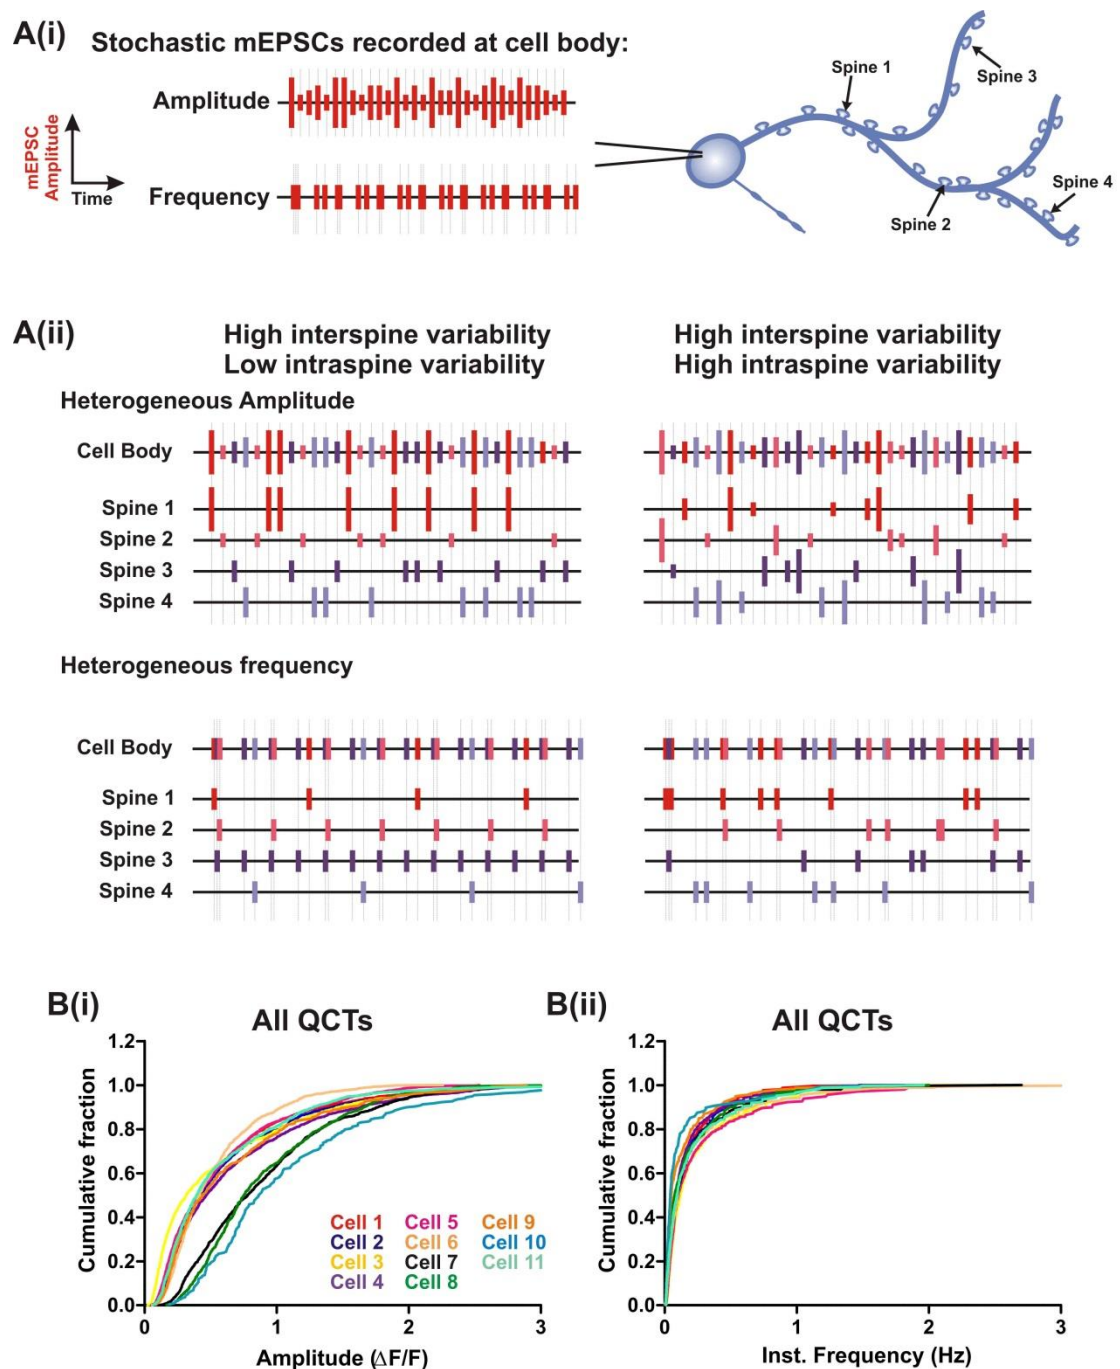 A(i) Stochastic mEPSCs recorded at cell body:
Amplitude
mEPSC
Amplitude
Time
Frequency
Spine 1
Spine 3
Spine 2
Spine 4
A(ii)
High interspine variability
Low intraspine variability
High interspine variability
High intraspine variability
Heterogeneous Amplitude
Cell Body
Spine 1
Spine 2
Spine 3
Spine 4
Heterogeneous frequency
Cell Body
Spine 1
Spine 2
Spine 3
Spine 4
B(i)
All QCTs
Cumulative fraction
1.2
1.0
0.8
0.6
0.4
0.2
0.0
0 1 2 3
Amplitude (ΔF/F)
Cell 1 Cell 5 Cell 9
Cell 2 Cell 6 Cell 10
Cell 3 Cell 7 Cell 11
Cell 4 Cell 8
B(ii)
All QCTs
Cumulative fraction
1.2
1.0
0.8
0.6
0.4
0.2
0.0
0 1 2 3
Inst. Frequency (Hz)